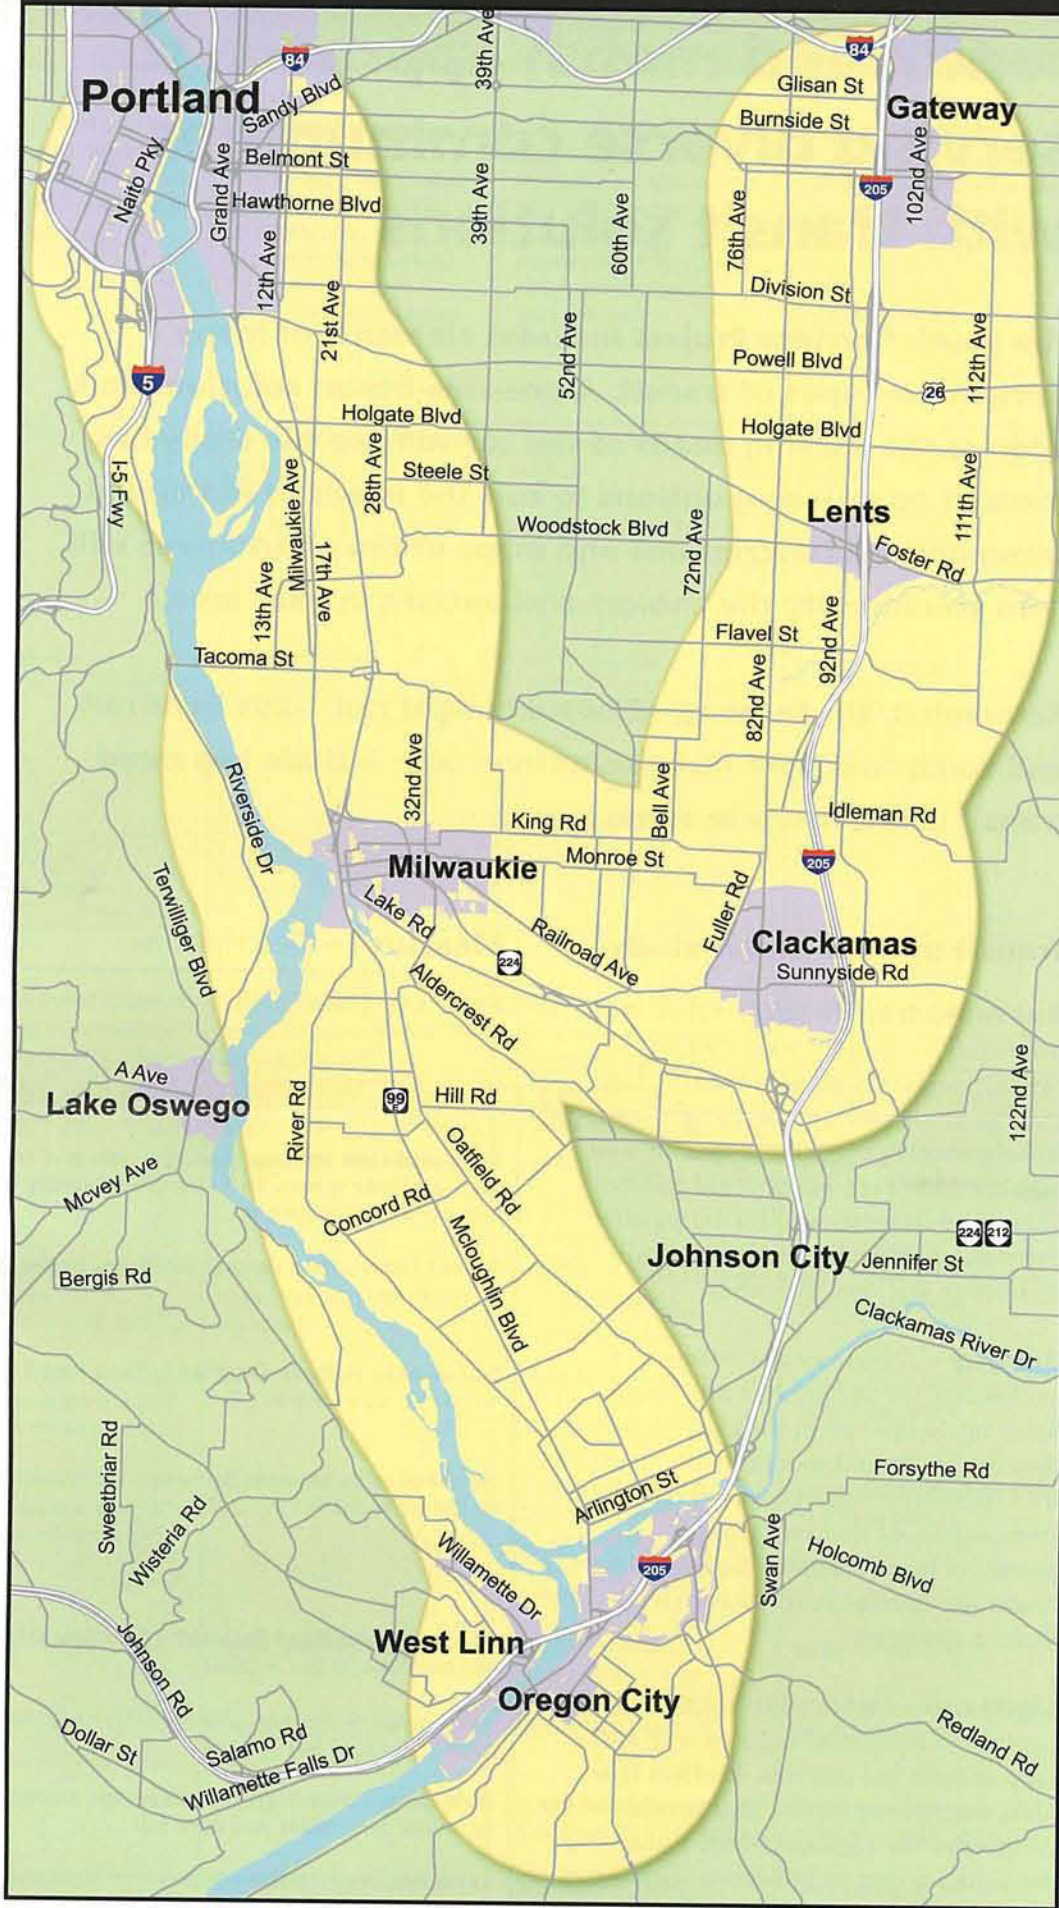 39th Ave
84
84
Glisan St
Portland
Sandy Blvd
Gateway
Burnside St
Naito Pky
Grand Ave
Belmont St
102nd Ave
205
Hawthorne Blvd
39th Ave
60th Ave
76th Ave
12th Ave
Division St
21st Ave
52nd Ave
112th Ave
Powell Blvd
5
26
Holgate Blvd
Holgate Blvd
28th Ave
Steele St
I-5 Fwy
Milwaukie Ave
111th Ave
Lents
Woodstock Blvd
72nd Ave
Foster Rd
17th Ave
13th Ave
92nd Ave
Flavel St
Tacoma St
82nd Ave
32nd Ave
Riverside Dr
Bell Ave
Idleman Rd
King Rd
Monroe St
205
Milwaukie
Terwilliger Blvd
Lake Rd
Fuller Rd
Railroad Ave
Clackamas
224
Sunnyside Rd
Aldercrest Rd
A Ave
122nd Ave
Lake Oswego
River Rd
99
E
Hill Rd
Oatfield Rd
Mcvey Ave
Concord Rd
Mcloughlin Blvd
224
212
Johnson City
Jennifer St
Bergis Rd
Clackamas River Dr
Sweetbriar Rd
Forsythe Rd
Arlington St
Wisteria Rd
Swan Ave
Willamette Dr
Holcomb Blvd
205
West Linn
Johnson Rd
Oregon City
Dollar St
Salamo Rd
Redland Rd
Willamette Falls Dr